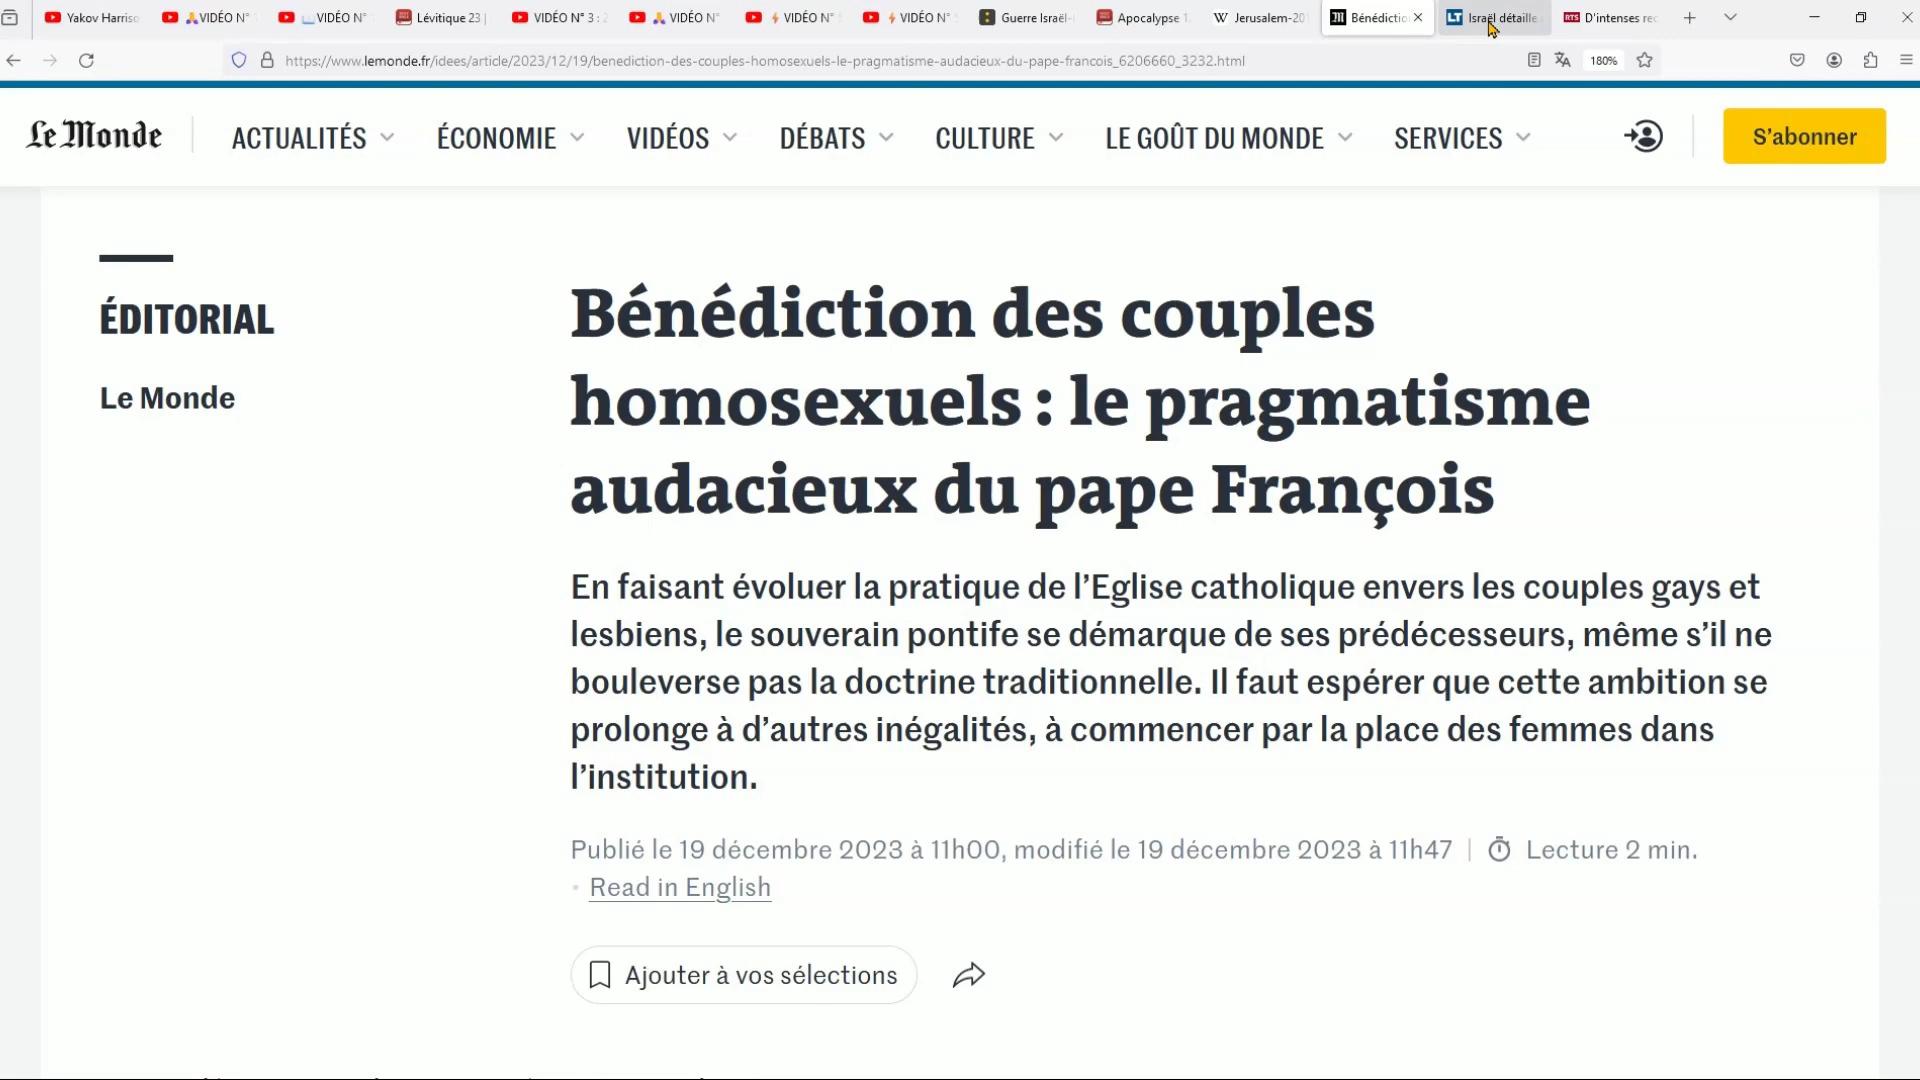 Yakov Harriso
VIDÉO N°
VIDÉO N°
Lévitique 23 |
VIDÉO N° 3 : 2
VIDÉO N°
VIDÉO N°
VIDÉO N°
Guerre Israël-
Apocalypse 1
W Jerusalem-20
Bénédictio
LT Israël détaille
RTS D'intenses rec
https://www.lemonde.fr/idees/article/2023/12/19/benediction-des-couples-homosexuels-le-pragmatisme-audacieux-du-pape-francois_6206660_3232.html
180%
Le Monde
ACTUALITÉS
ÉCONOMIE
VIDÉOS
DÉBATS
CULTURE
LE GOÛT DU MONDE
SERVICES
S'abonner
ÉDITORIAL
Le Monde
Bénédiction des couples
homosexuels : le pragmatisme
audacieux du pape François
En faisant évoluer la pratique de l'Eglise catholique envers les couples gays et
lesbiens, le souverain pontife se démarque de ses prédécesseurs, même s'il ne
bouleverse pas la doctrine traditionnelle. Il faut espérer que cette ambition se
prolonge à d'autres inégalités, à commencer par la place des femmes dans
l'institution.
Publié le 19 décembre 2023 à 11h00, modifié le 19 décembre 2023 à 11h47 | Lecture 2 min.
• Read in English
Ajouter à vos sélections